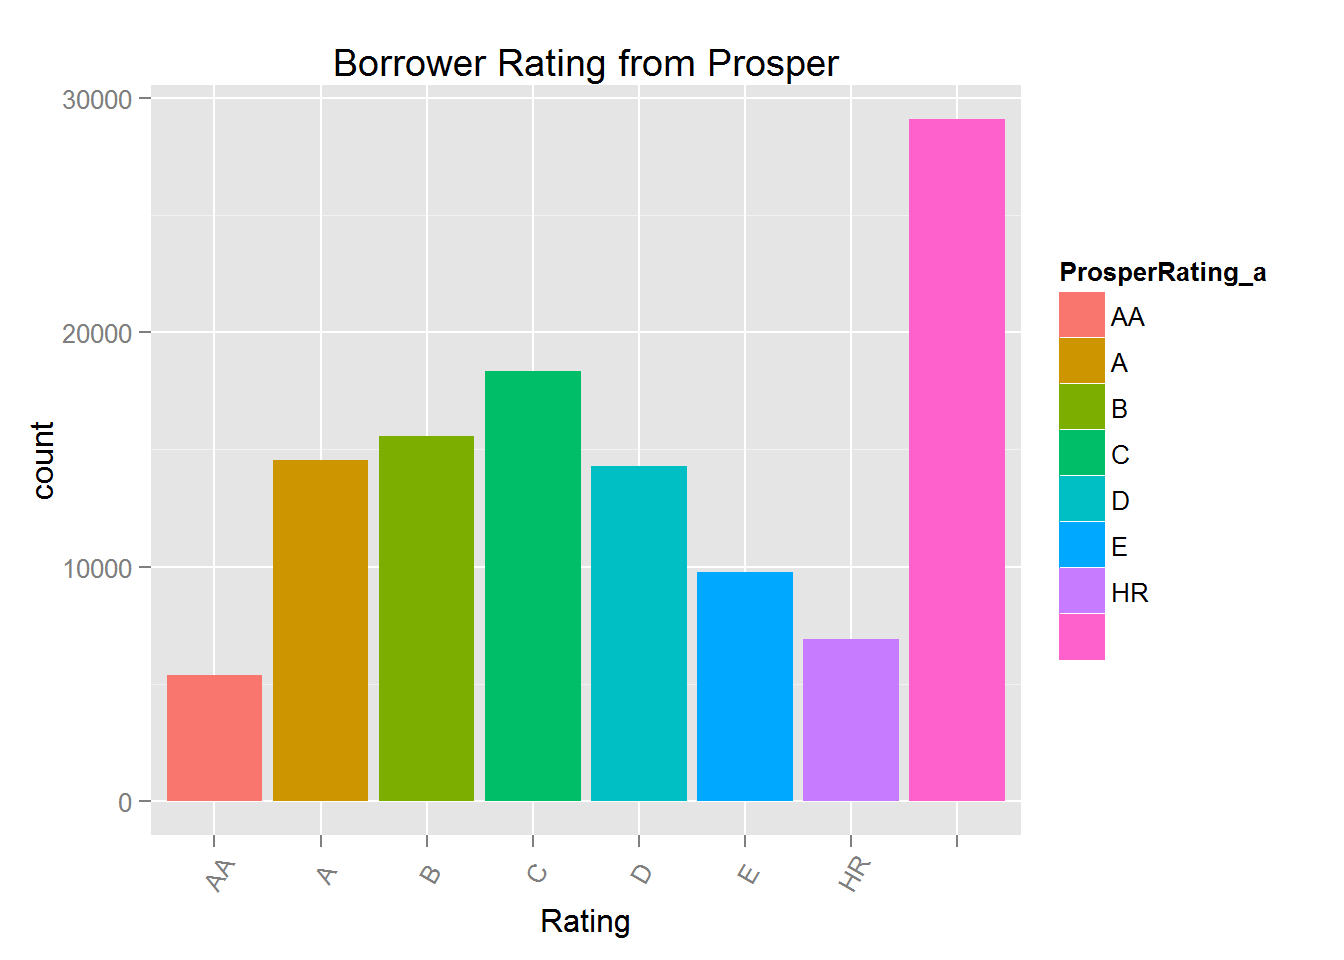 Borrower Rating from Prosper
30000
20000
10000
0
count
AA
A
B
C
D
E
HR
Rating
ProsperRating_a
AA
A
B
C
D
E
HR